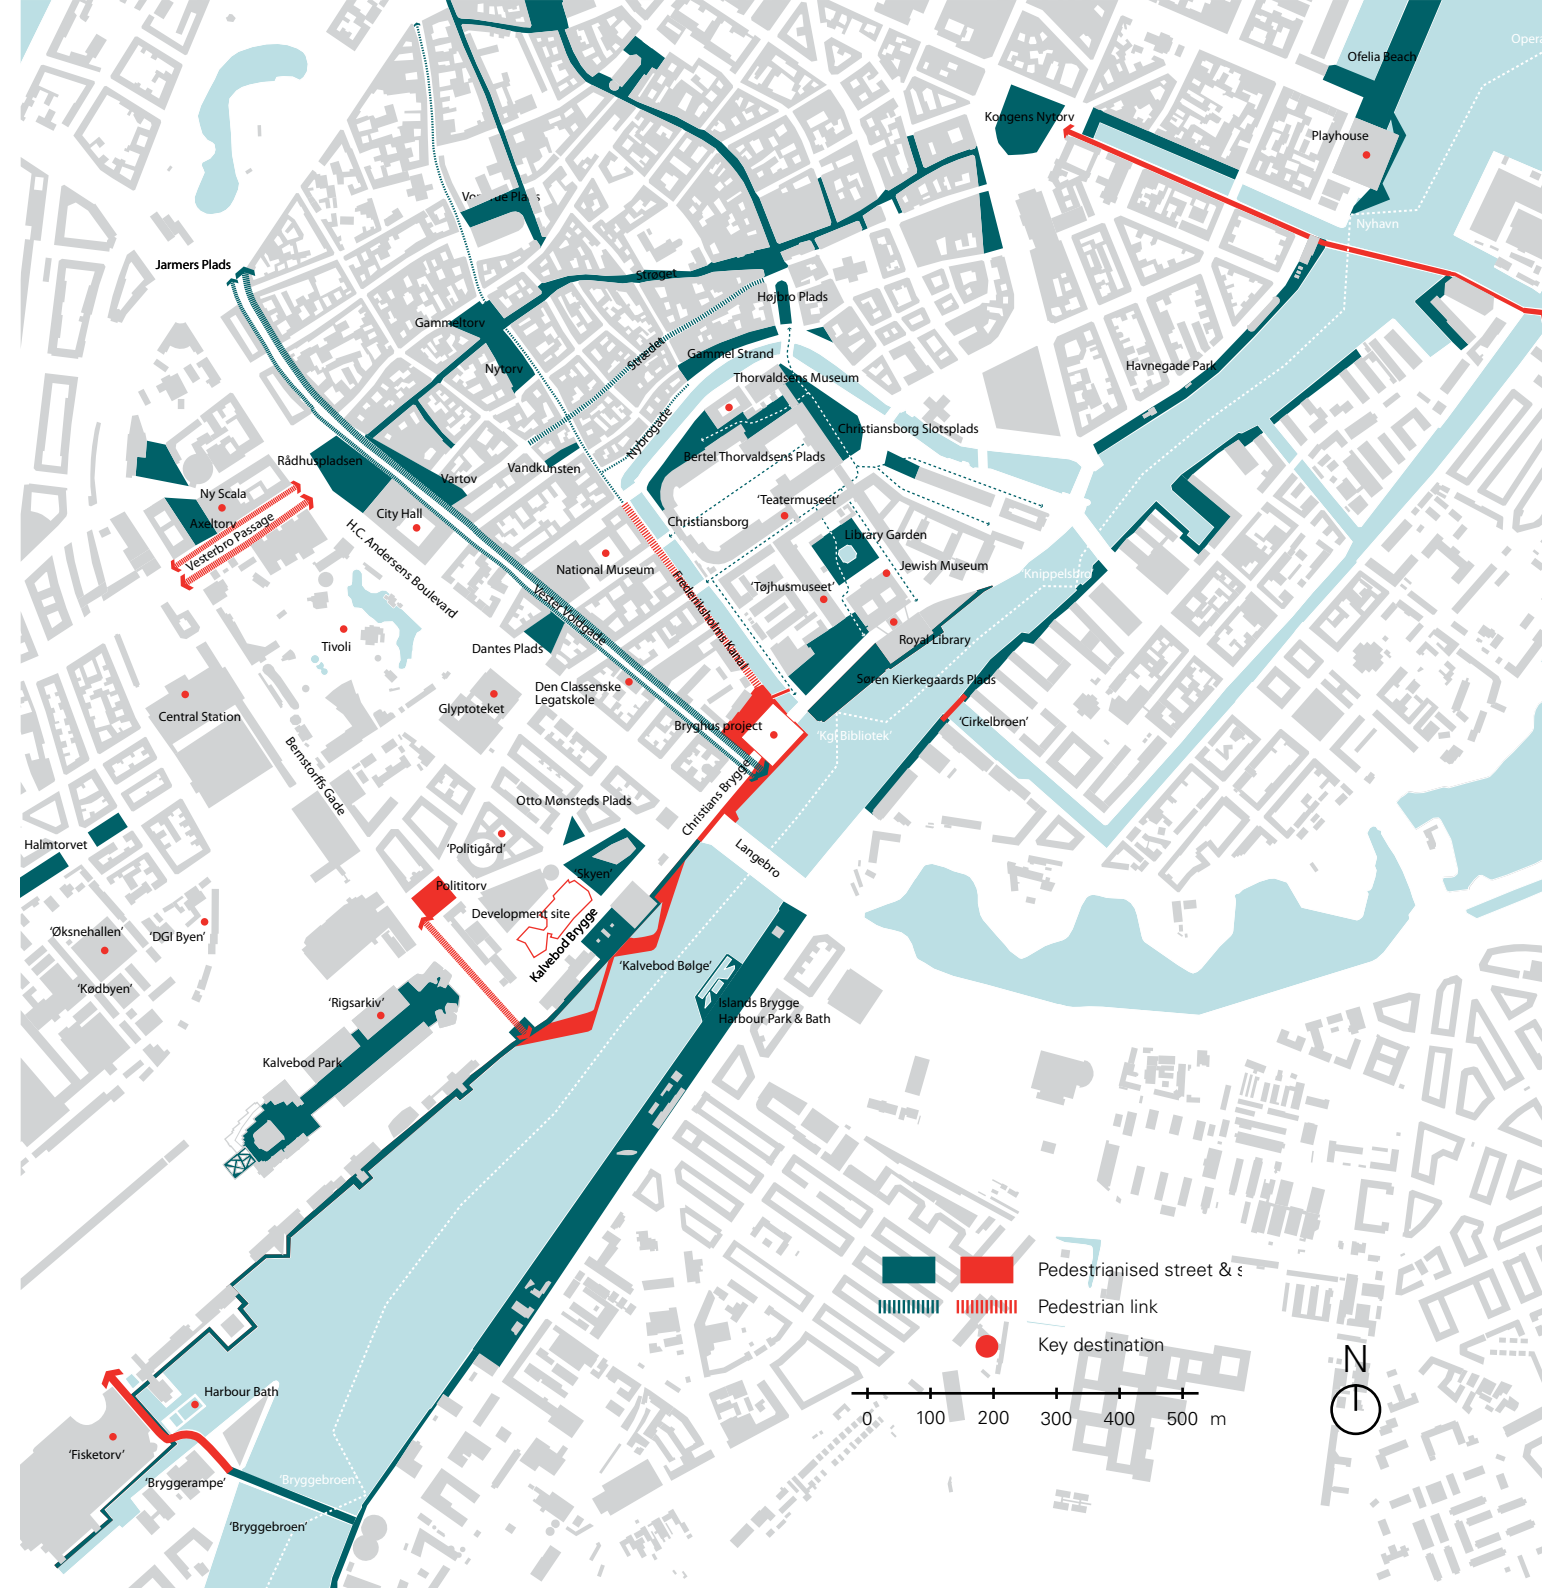 Opera
Ofelia Beach
Kongens Nytorv
Playhouse
Nyhavn
Jarmers Plads
Strøget
Højbro Plads
Gammeltorv
Strædet
Gammel Strand
Nytorv
Havnegade Park
Thorvaldsens Museum
Nybrogade
Christiansborg Slotsplads
Rådhuspladsen
Bertel Thorvaldsens Plads
Vandkunsten
Vartov
Ny Scala
'Teatermuseet'
City Hall
Axeltorv
Christiansborg
Vesterbro Passage
H.C. Andersens Boulevard
Library Garden
National Museum
Jewish Museum
Knippelsbro
'Tøjhusmuseet'
Vester Voldgade
Frederiksholms Kanal
Tivoli
Dantes Plads
Royal Library
Søren Kierkegaards Plads
Den Classenske
Legatskole
Glyptoteket
Central Station
Bryghus project
'Cirkelbroen'
'Kgl. Bibliotek'
Bernstorffs Gade
Christians Brygge
Otto Mønsteds Plads
Halmtorvet
'Politigård'
Langebro
'Skyen'
Polititorv
Development site
Kalvebod Brygge
'Øksnehallen'
'DGI Byen'
'Kalvebod Bølge'
'Kødbyen'
'Rigsarkiv'
Islands Brygge
Harbour Park & Bath
Kalvebod Park
Pedestrianised street & s
Pedestrian link
Key destination
N
0 100 200 300 400 500 m
Harbour Bath
'Fisketorv'
'Bryggerampe'
'Bryggebroen'
'Bryggebroen'